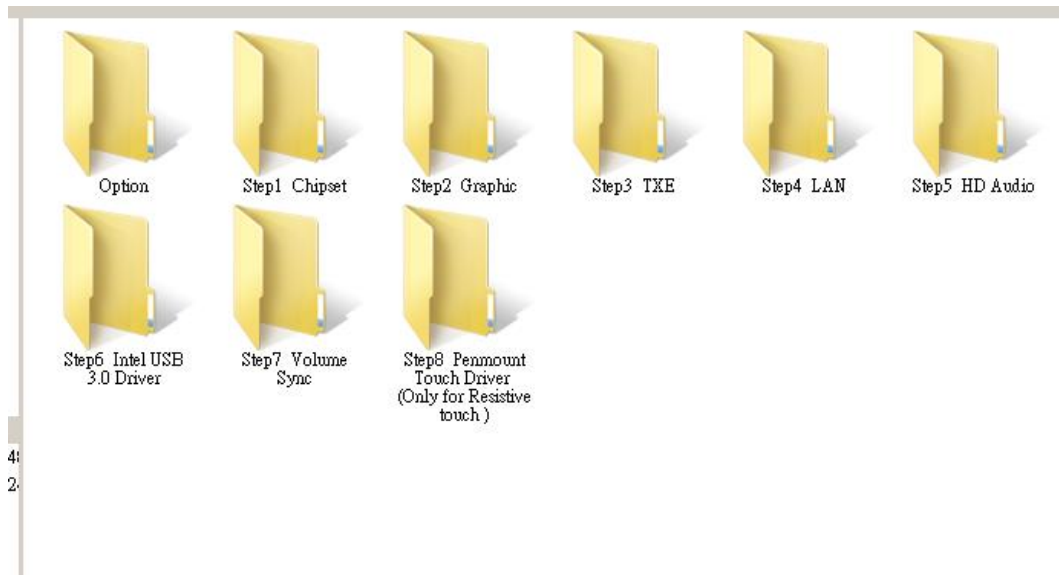 Option
Step1 Chipset
Step2 Graphic
Step3 TXE
Step4 LAN
Step5 HD Audio
Step6 Intel USB
3.0 Driver
Step7 Volume
Sync
Step8 Penmount
Touch Driver
(Only for Resistive
touch )